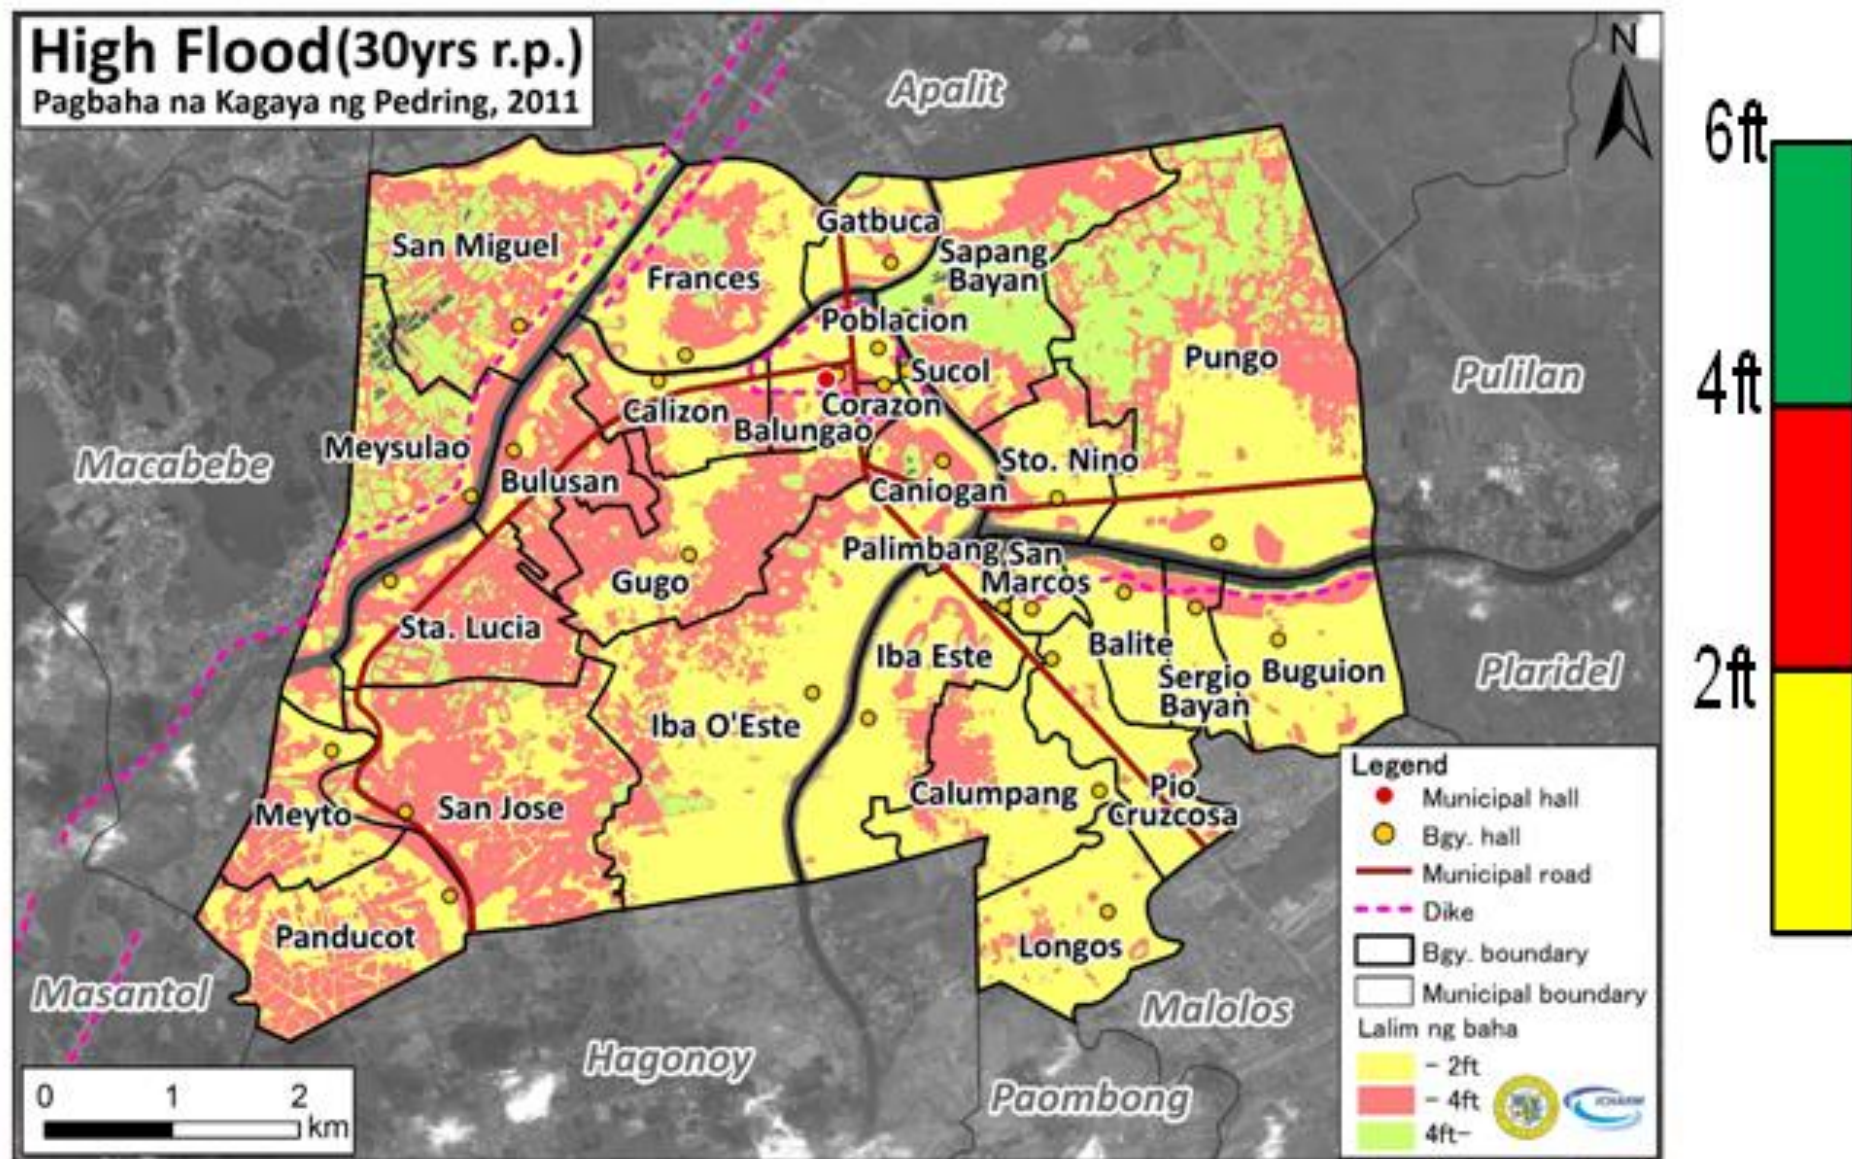 High Flood (30yrs r.p.)
Pagbaha na Kagaya ng Pedring, 2011
N
Apalit
6ft
4ft
2ft
Gatbuca
San Miguel
Sapang
Bayan
Frances
Poblacion
Pungo
Sucol
Pulilan
Calizon
Corazon
Balungao
Meysulao
Macabebe
Sto. Nino
Bulusan
Caniogan
Palimbang
San
Marcos
Gugo
Sta. Lucia
Balite
Iba Este
Sergio
Bayan
Buguion
Plaridel
Iba O'Este
Meyto
San Jose
Calumpang
Pio
Cruzcosa
Panducot
Longos
Masantol
Malolos
Hagonoy
Paombong
Legend
Municipal hall
Bgy. hall
Municipal road
Dike
Bgy. boundary
Municipal boundary
Lalim ng baha
- 2ft
- 4ft
4ft-
ICHARM
0 1 2
km